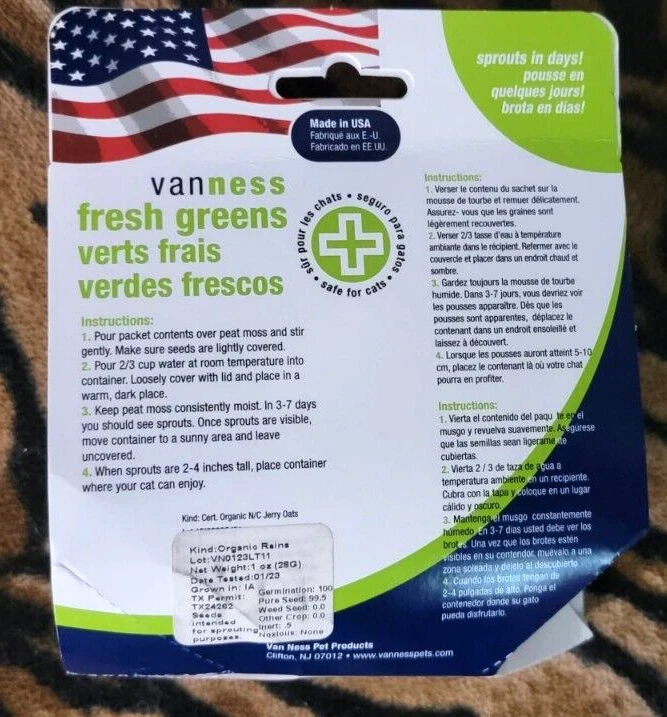 sprouts in days!
pousse en
quelques jours!
brota en dias!
Made in USA
Fabriqué aux E.-U.
Fabricado en EE.UU.
vanness
fresh greens
verts frais
verdes frescos
sûr pour les chats • seguro para gatos • safe for cats •
Instructions:
1. Pour packet contents over peat moss and stir
gently. Make sure seeds are lightly covered.
2. Pour 2/3 cup water at room temperature into
container. Loosely cover with lid and place in a
warm, dark place.
3. Keep peat moss consistently moist. In 3-7 days
you should see sprouts. Once sprouts are visible,
move container to a sunny area and leave
uncovered.
4. When sprouts are 2-4 inches tall, place container
where your cat can enjoy.
Instructions:
1. Verser le contenu du sachet sur la
mousse de tourbe et remuer délicatement.
Assurez- vous que les graines sont
légèrement recouvertes.
2. Verser 2/3 tasse d'eau à température
ambiante dans le récipient. Refermer avec le
couvercle et placer dans un endroit chaud et
sombre.
3. Gardez toujours la mousse de tourbe
humide. Dans 3-7 jours, vous devriez voir
les pousses apparaître. Dès que les
pousses sont apparentes, déplacez le
contenant dans un endroit ensoleillé et
laissez à découvert.
4. Lorsque les pousses auront atteint 5-10
cm, placez le contenant là où votre chat
pourra en profiter.
Instructions:
1. Vierta el contenido del paqu te en el
musgo y revuelva suavemente. Asegúrese
que las semillas sean ligerame te
cubiertas.
2. Vierta 2 / 3 de taza de agua a
temperatura ambiente en un recipiente.
Cubra con la tapa y coloque en un lugar
cálido y oscuro.
3. Mantenga el musgo constantemente
húmedo. En 3-7 dias usted debe ver los
brotes. Una vez que los brotes estén
visibles en su contendor, muévalo a una
zona soleada y déjelo al descubierto.
4. Cuando los brotes tengan de
2-4 pulgadas de alto. Ponga el
contenedor donde su gato
pueda disfrutarlo.
Kind: Cert. Organic N/C Jerry Oats
Kind:Organic Reins
Lot:VN0123LT11
Net Weight:1 oz (28G)
Date Tested:01/23
Grown in: IA
TX Permit:
TX24262
Seeds
intended
for sprouting
purposes.
Germination: 100
Pure Seed: 99.5
Weed Seed: 0.0
Other Crop: 0.0
Inert: .5
Noxious: None
Van Ness Pet Products
Clifton, NJ 07012 • www.vannesspets.com